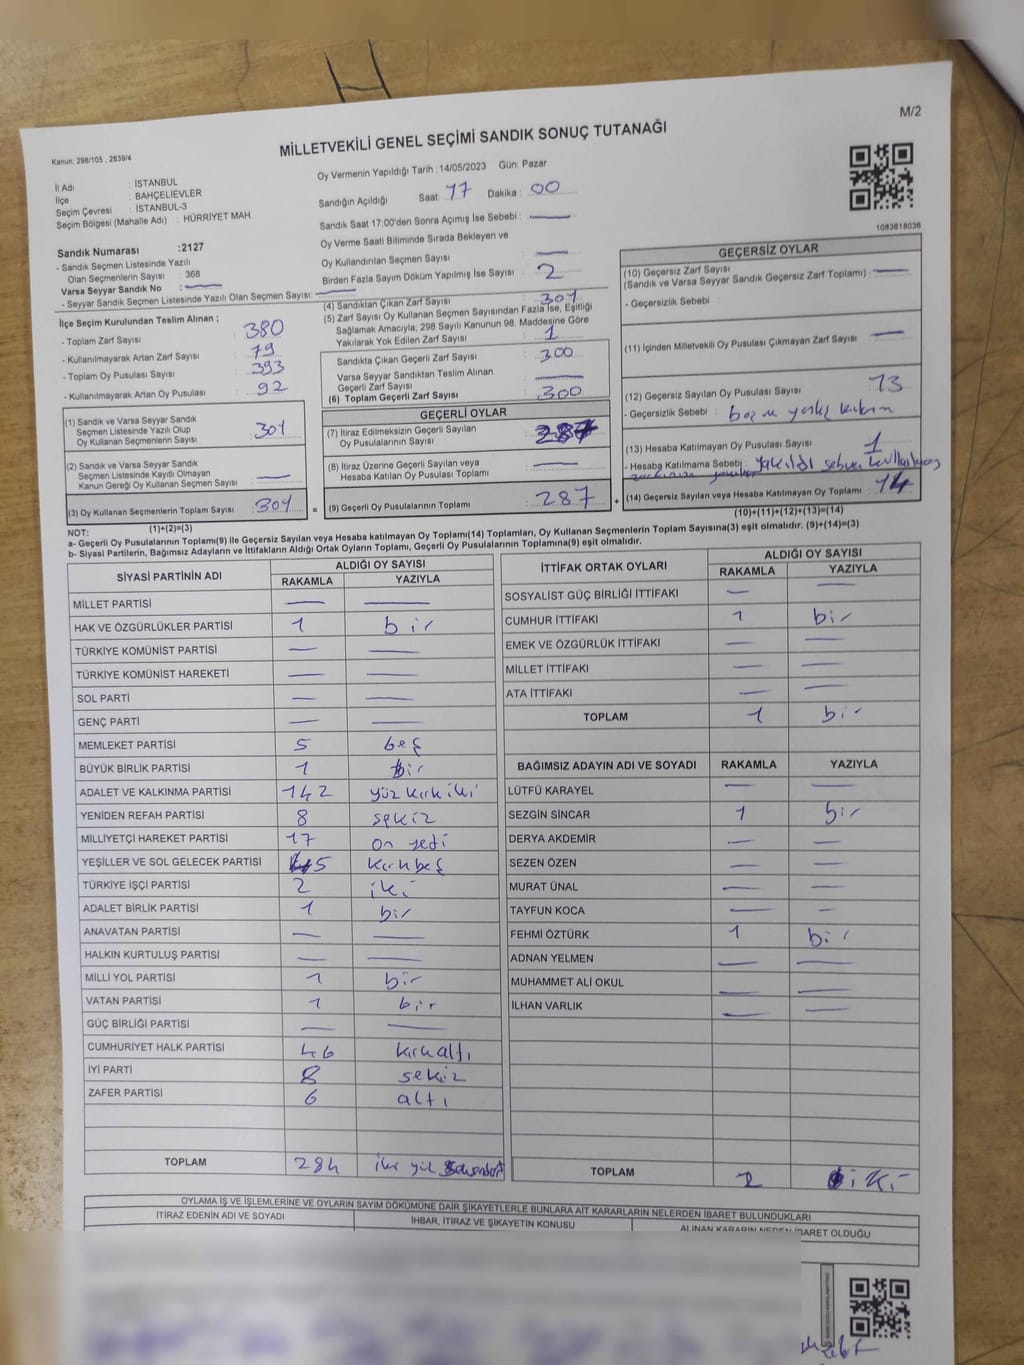 M/2
Kanun, 298/105 , 2839/4
MİLLETVEKİLİ GENEL SEÇİMİ SANDIK SONUÇ TUTANAĞI
İl Adı : İSTANBUL
İlçe : BAHÇELİEVLER
Seçim Çevresi : İSTANBUL-3
Seçim Bölgesi (Mahalle Adı) : HÜRRİYET MAH.
Oy Vermenin Yapıldığı Tarih : 14/05/2023 Gün: Pazar
Sandığın Açıldığı Saat: 17 Dakika : 00
Sandık Saat 17:00'den Sonra Açılmış İse Sebebi :
Oy Verme Saati Bitiminde Sırada Bekleyen ve
Oy Kullandırılan Seçmen Sayısı :
Birden Fazla Sayım Döküm Yapılmış İse Sayısı : 2
1083618036
Sandık Numarası : 2127
- Sandık Seçmen Listesinde Yazılı
Olan Seçmenlerin Sayısı : 368
Varsa Seyyar Sandık No :
- Seyyar Sandık Seçmen Listesinde Yazılı Olan Seçmen Sayısı:
İlçe Seçim Kurulundan Teslim Alınan ;
- Toplam Zarf Sayısı : 380
- Kullanılmayarak Artan Zarf Sayısı : 79
- Toplam Oy Pusulası Sayısı : 393
- Kullanılmayarak Artan Oy Pusulası : 92
(1) Sandık ve Varsa Seyyar Sandık
Seçmen Listesinde Yazılı Olup
Oy Kullanan Seçmenlerin Sayısı : 301
(2) Sandık ve Varsa Seyyar Sandık
Seçmen Listesinde Kayıtlı Olmayan
Kanun Gereği Oy Kullanan Seçmen Sayısı :
(3) Oy Kullanan Seçmenlerin Toplam Sayısı : 301
(1)+(2)=(3)
(4) Sandıktan Çıkan Zarf Sayısı : 301
(5) Zarf Sayısı Oy Kullanan Seçmen Sayısından Fazla İse, Eşitliği
Sağlamak Amacıyla; 298 Sayılı Kanunun 98. Maddesine Göre
Yakılarak Yok Edilen Zarf Sayısı : 1
Sandıkta Çıkan Geçerli Zarf Sayısı : 300
Varsa Seyyar Sandıktan Teslim Alınan
Geçerli Zarf Sayısı :
(6) Toplam Geçerli Zarf Sayısı : 300
GEÇERLİ OYLAR
(7) İtiraz Edilmeksizin Geçerli Sayılan
Oy Pusulalarının Sayısı : 287
(8) İtiraz Üzerine Geçerli Sayılan veya
Hesaba Katılan Oy Pusulası Toplamı :
= (9) Geçerli Oy Pusulalarının Toplamı : 287 +
GEÇERSİZ OYLAR
(10) Geçersiz Zarf Sayısı
(Sandık ve Varsa Seyyar Sandık Geçersiz Zarf Toplamı) :
- Geçersizlik Sebebi :
(11) İçinden Milletvekili Oy Pusulası Çıkmayan Zarf Sayısı :
(12) Geçersiz Sayılan Oy Pusulası Sayısı : 13
- Geçersizlik Sebebi :
(13) Hesaba Katılmayan Oy Pusulası Sayısı : 1
- Hesaba Katılmama Sebebi : yakıldı
(14) Geçersiz Sayılan veya Hesaba Katılmayan Oy Toplamı : 14
(10)+(11)+(12)+(13)=(14)
NOT:
a- Geçerli Oy Pusulalarının Toplamı(9) ile Geçersiz Sayılan veya Hesaba katılmayan Oy Toplamı(14) Toplamları, Oy Kullanan Seçmenlerin Toplam Sayısına(3) eşit olmalıdır. (9)+(14)=(3)
b- Siyasi Partilerin, Bağımsız Adayların ve İttifakların Aldığı Ortak Oyların Toplamı, Geçerli Oy Pusulalarının Toplamına(9) eşit olmalıdır.
SİYASİ PARTİNİN ADI ALDIĞI OY SAYISI
RAKAMLA YAZIYLA
MİLLET PARTİSİ
HAK VE ÖZGÜRLÜKLER PARTİSİ 1 bir
TÜRKİYE KOMÜNİST PARTİSİ
TÜRKİYE KOMÜNİST HAREKETİ
SOL PARTİ
GENÇ PARTİ
MEMLEKET PARTİSİ 5 beş
BÜYÜK BİRLİK PARTİSİ 1 bir
ADALET VE KALKINMA PARTİSİ 142 yüz kırk iki
YENİDEN REFAH PARTİSİ 8 sekiz
MİLLİYETÇİ HAREKET PARTİSİ 17 on yedi
YEŞİLLER VE SOL GELECEK PARTİSİ 45 kırk beş
TÜRKİYE İŞÇİ PARTİSİ 2 iki
ADALET BİRLİK PARTİSİ 1 bir
ANAVATAN PARTİSİ
HALKIN KURTULUŞ PARTİSİ
MİLLİ YOL PARTİSİ 1 bir
VATAN PARTİSİ 1 bir
GÜÇ BİRLİĞİ PARTİSİ
CUMHURİYET HALK PARTİSİ 46 kırk altı
İYİ PARTİ 8 sekiz
ZAFER PARTİSİ 6 altı
TOPLAM 284 iki yüz seksendört
İTTİFAK ORTAK OYLARI ALDIĞI OY SAYISI
RAKAMLA YAZIYLA
SOSYALİST GÜÇ BİRLİĞİ İTTİFAKI
CUMHUR İTTİFAKI 1 bir
EMEK VE ÖZGÜRLÜK İTTİFAKI
MİLLET İTTİFAKI
ATA İTTİFAKI
TOPLAM 1 bir
BAĞIMSIZ ADAYIN ADI VE SOYADI RAKAMLA YAZIYLA
LÜTFÜ KARAYEL
SEZGİN SİNCAR 1 bir
DERYA AKDEMİR
SEZEN ÖZEN
MURAT ÜNAL
TAYFUN KOCA
FEHMİ ÖZTÜRK 1 bir
ADNAN YELMEN
MUHAMMET ALİ OKUL
İLHAN VARLIK
TOPLAM 2 iki
OYLAMA İŞ VE İŞLEMLERİNE VE OYLARIN SAYIM DÖKÜMÜNE DAİR ŞİKAYETLERLE BUNLARA AİT KARARLARIN NELERDEN İBARET BULUNDUKLARI
İTİRAZ EDENİN ADI VE SOYADI İHBAR, İTİRAZ VE ŞİKAYETİN KONUSU ALINAN KARARIN NEDEN İBARET OLDUĞU